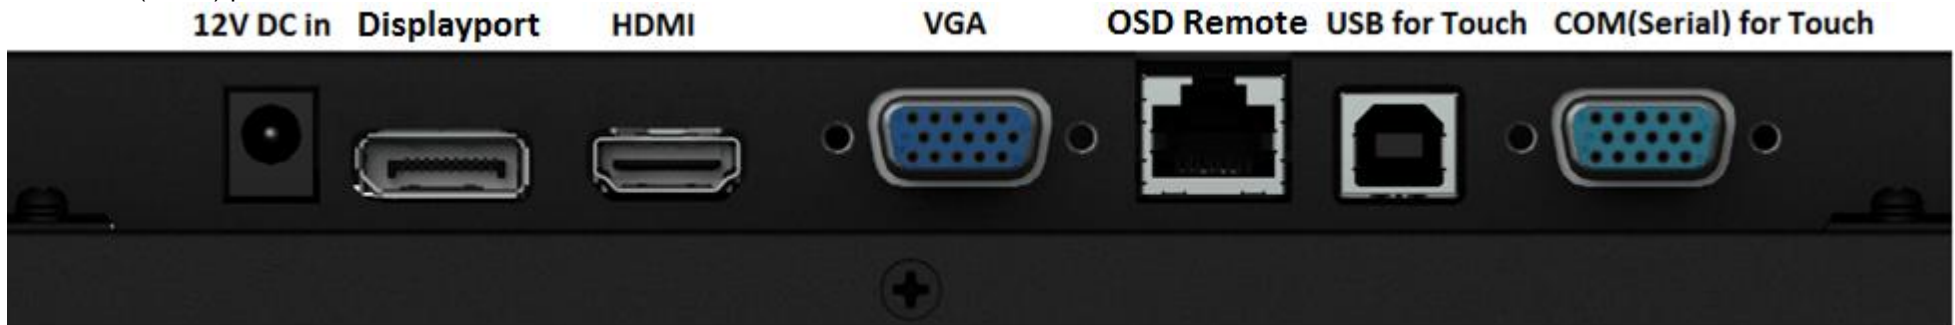 12V DC in Displayport HDMI VGA OSD Remote USB for Touch COM(Serial) for Touch